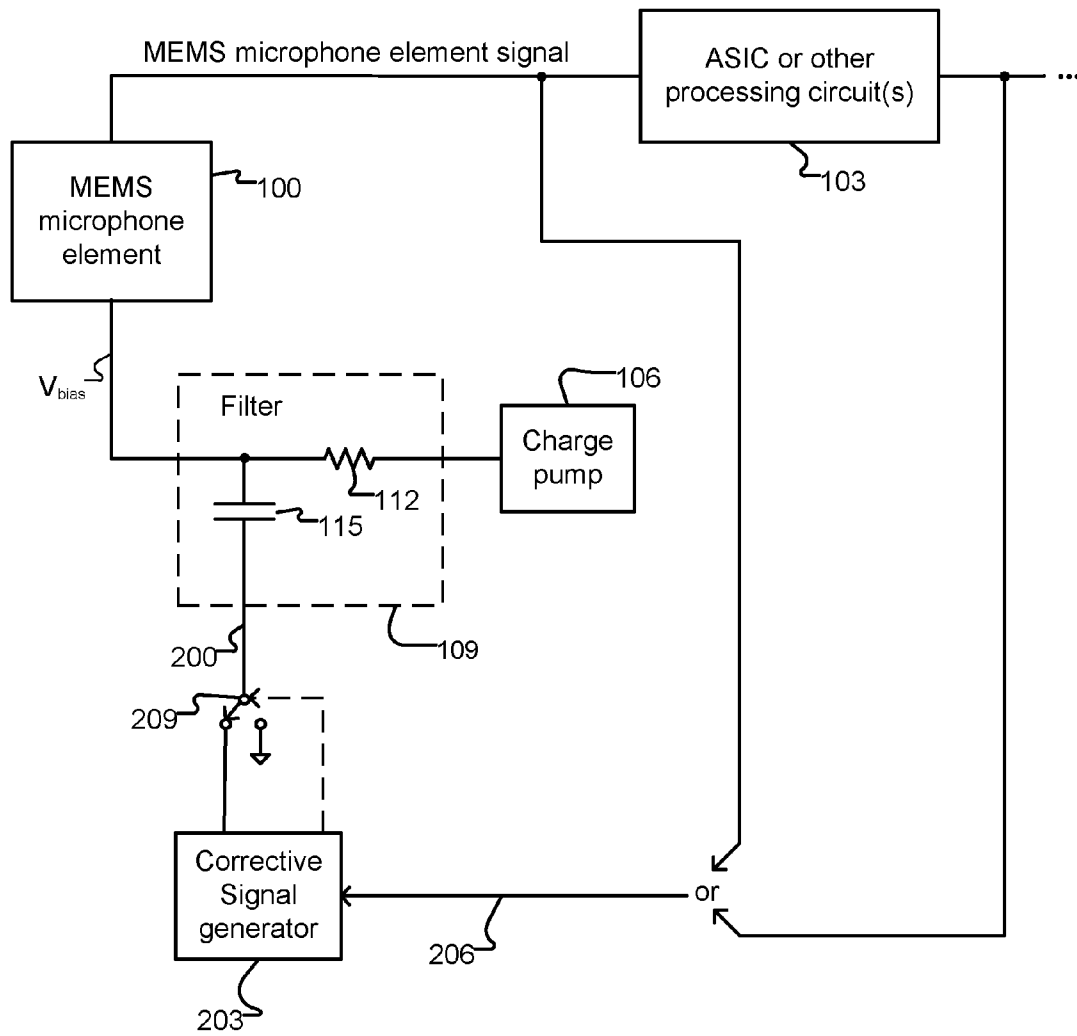 MEMS microphone element signal
ASIC or other
processing circuit(s)
103
MEMS
microphone
element
100
Vbias
Filter
106
Charge
pump
112
115
109
200
209
Corrective
Signal
generator
or
206
203
...